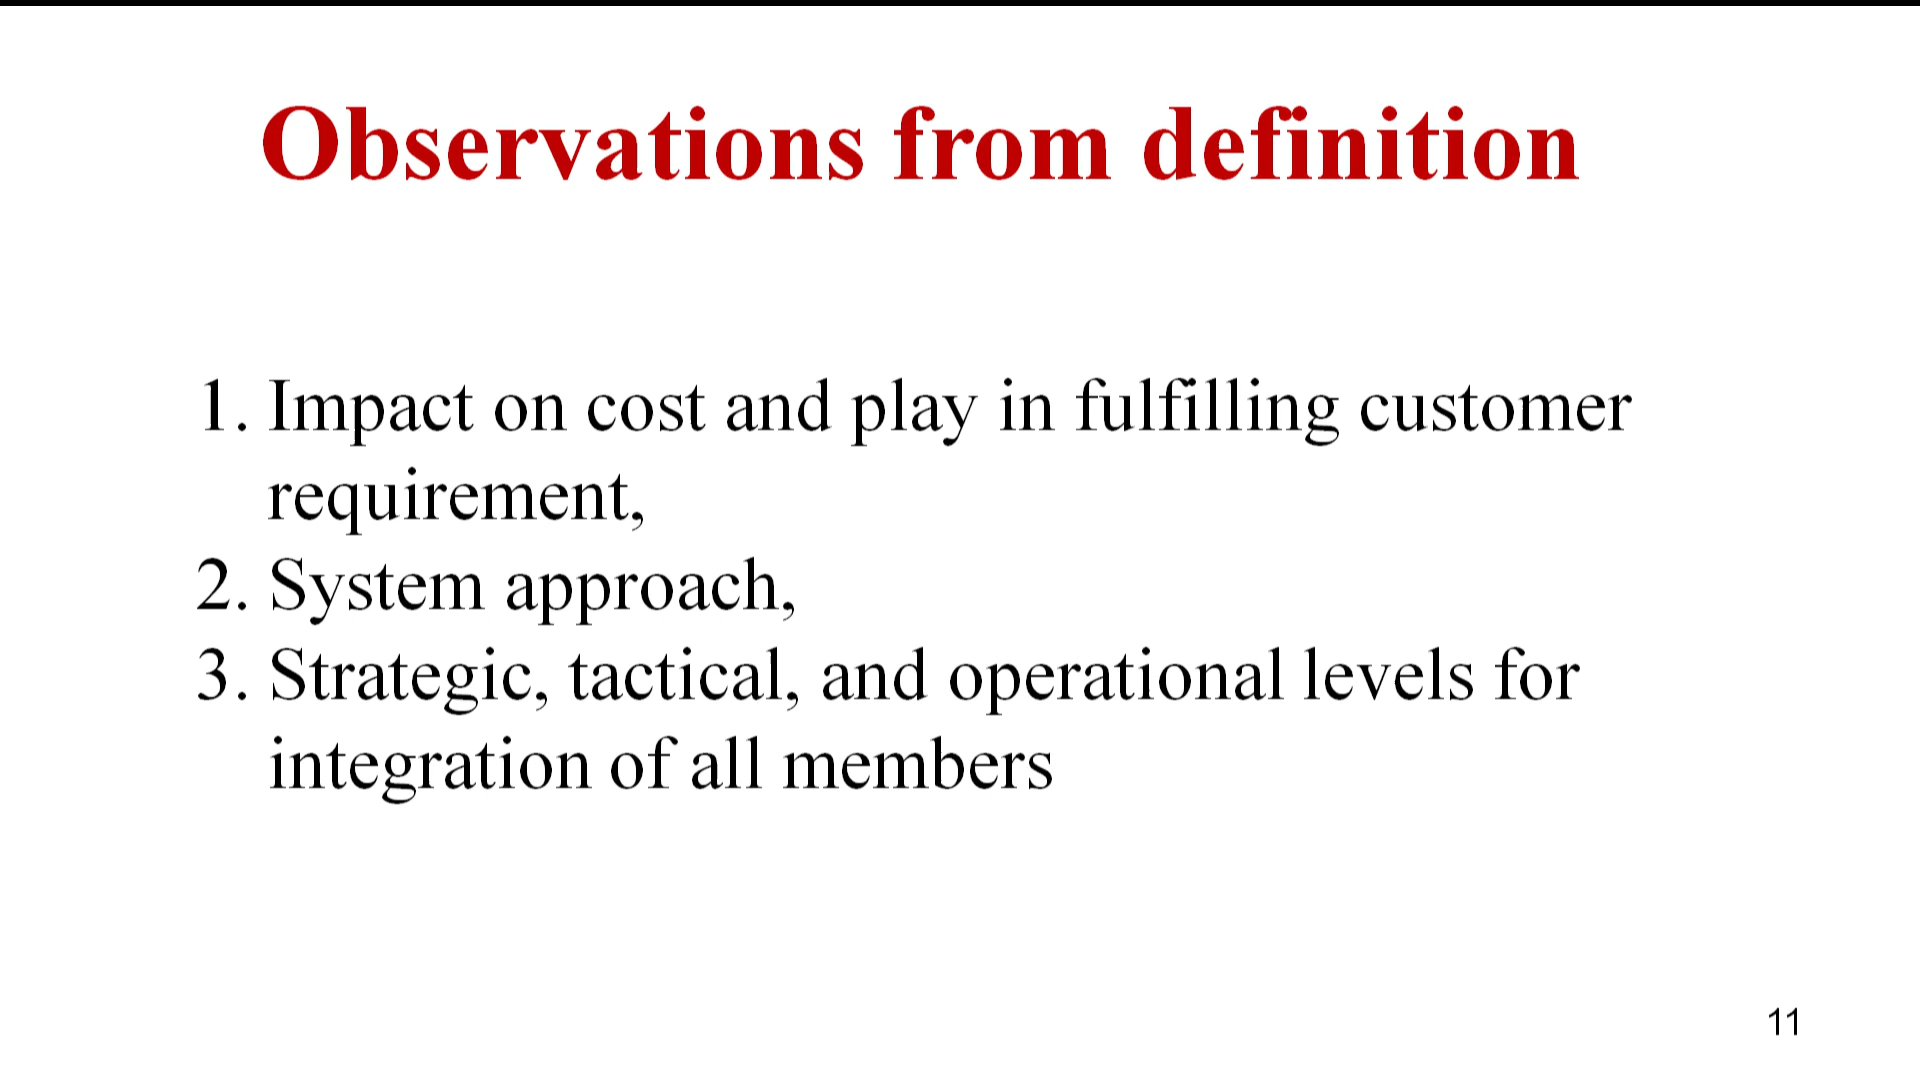 Observations from definition
1. Impact on cost and play in fulfilling customer
requirement,
2. System approach,
3. Strategic, tactical, and operational levels for
integration of all members
11